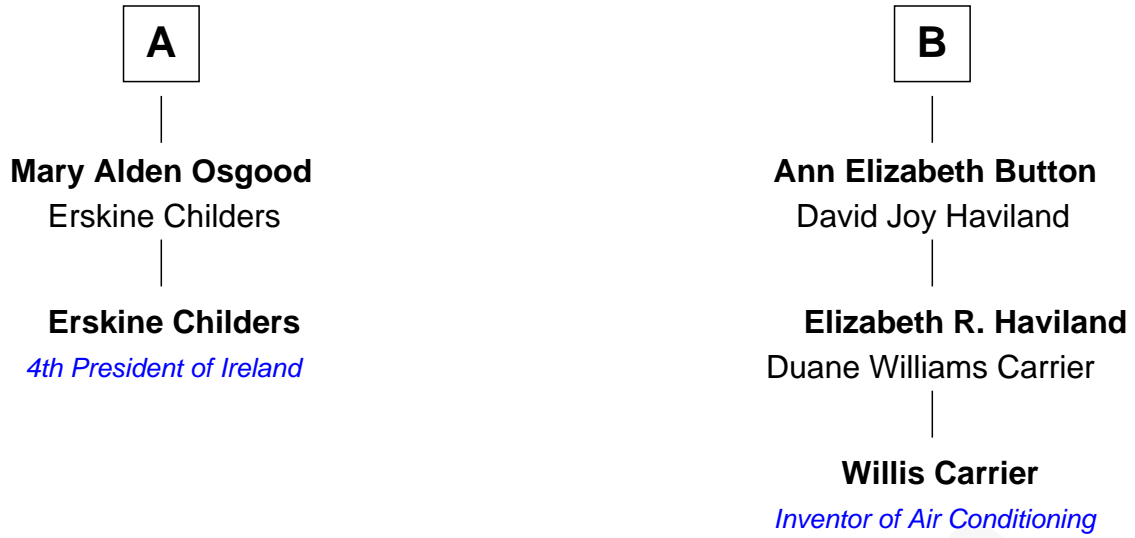 A
B
Mary Alden Osgood
Erskine Childers
Ann Elizabeth Button
David Joy Haviland
Erskine Childers
4th President of Ireland
Elizabeth R. Haviland
Duane Williams Carrier
Willis Carrier
Inventor of Air Conditioning